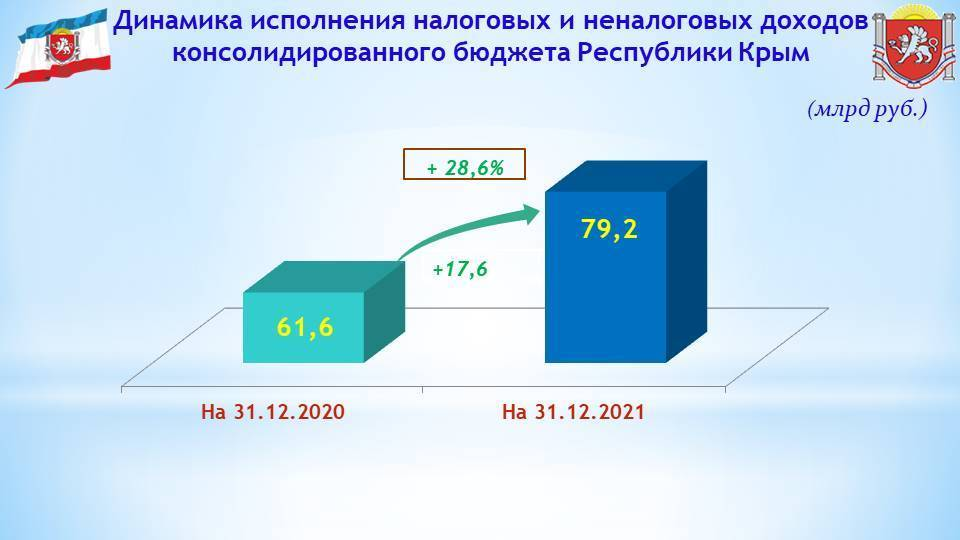 Динамика исполнения налоговых и неналоговых доходов
консолидированного бюджета Республики Крым
(млрд руб.)
+ 28,6%
79,2
+17,6
61,6
На 31.12.2020
На 31.12.2021